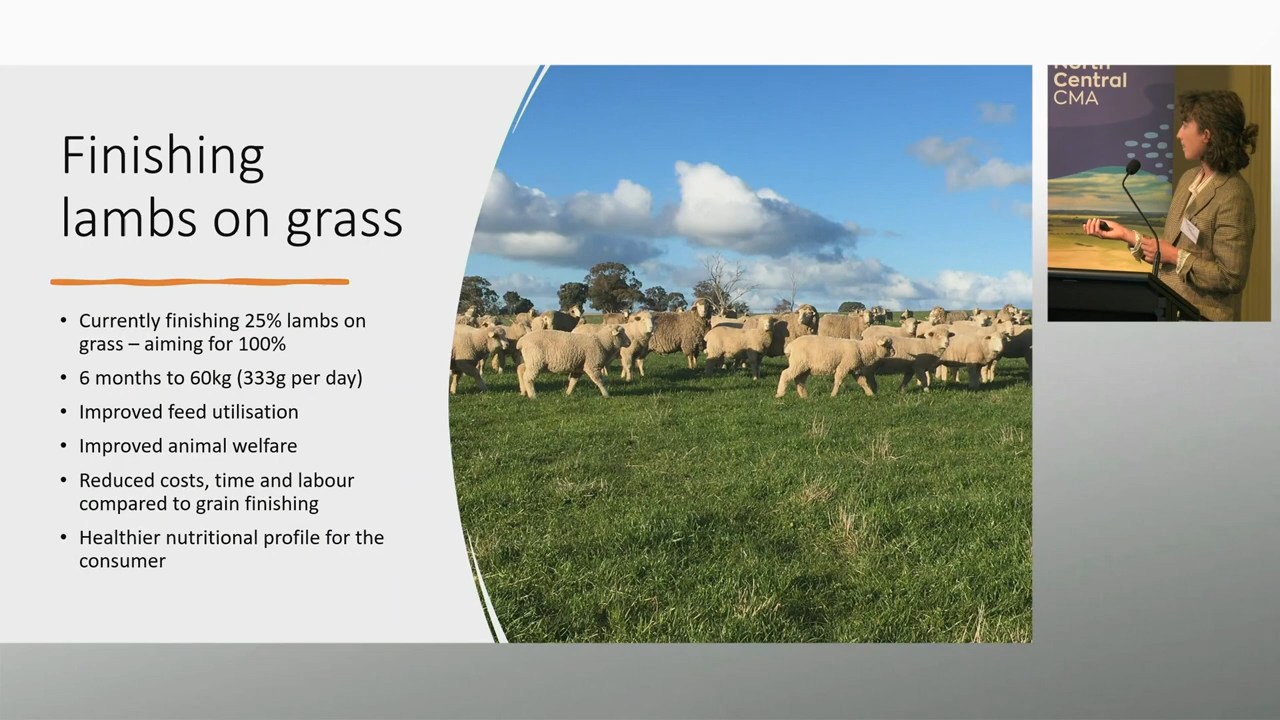 Finishing
lambs on grass
• Currently finishing 25% lambs on
grass – aiming for 100%
• 6 months to 60kg (333g per day)
• Improved feed utilisation
• Improved animal welfare
• Reduced costs, time and labour
compared to grain finishing
• Healthier nutritional profile for the
consumer
North
Central
CMA